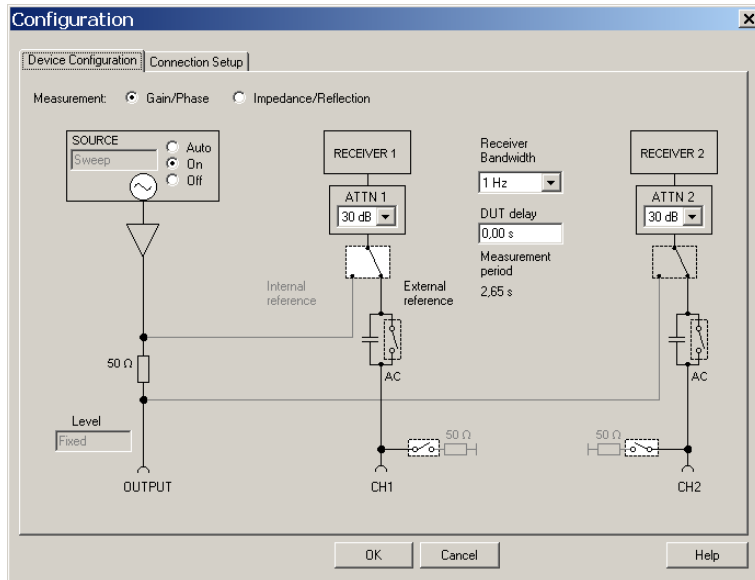 Configuration
Device Configuration
Connection Setup
Measurement:
Gain/Phase
Impedance/Reflection
SOURCE
Sweep
Auto
On
Off
RECEIVER 1
ATTN 1
30 dB
Receiver
Bandwidth
1 Hz
DUT delay
0,00 s
Measurement
period
2,65 s
RECEIVER 2
ATTN 2
30 dB
Internal
reference
External
reference
50 Ω
AC
AC
Level
Fixed
50 Ω
50 Ω
OUTPUT
CH1
CH2
OK
Cancel
Help